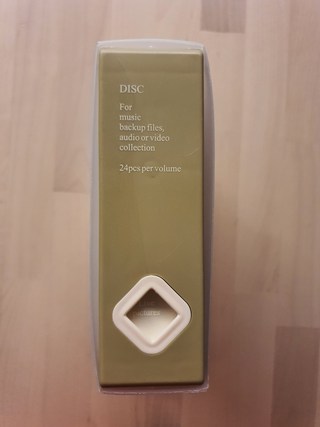 DISC
For
music
backup files,
audio or video
collection
24pcs per volume